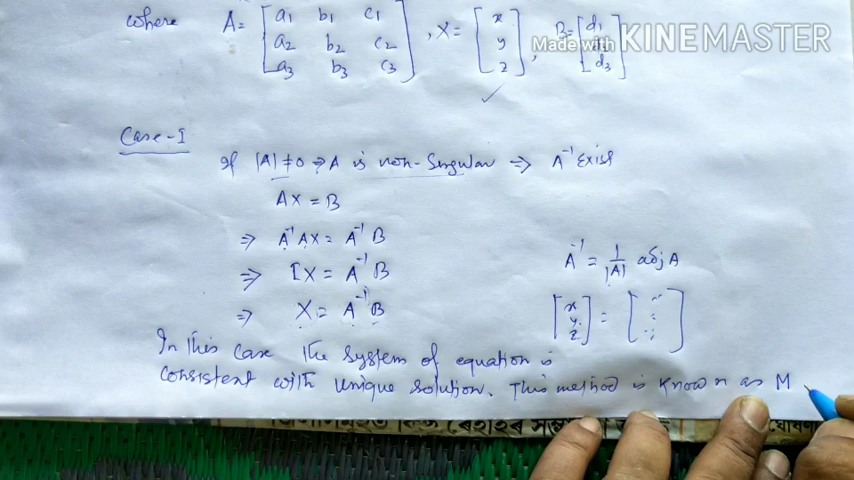 where A = [a1 b1 c1 a2 b2 c2 a3 b3 c3], X = [x y z], B = [d1 d3]
Made with KINEMASTER
Case-I
If |A| ≠ 0 ⇒ A is non-Singular ⇒ A⁻¹ Exist
AX = B
⇒ A⁻¹AX = A⁻¹B
⇒ IX = A⁻¹B
⇒ X = A⁻¹B
A⁻¹ = 1/|A| adj A
[x y z] = [ ]
In this case the system of equation is
consistent with unique solution. This method is known as M